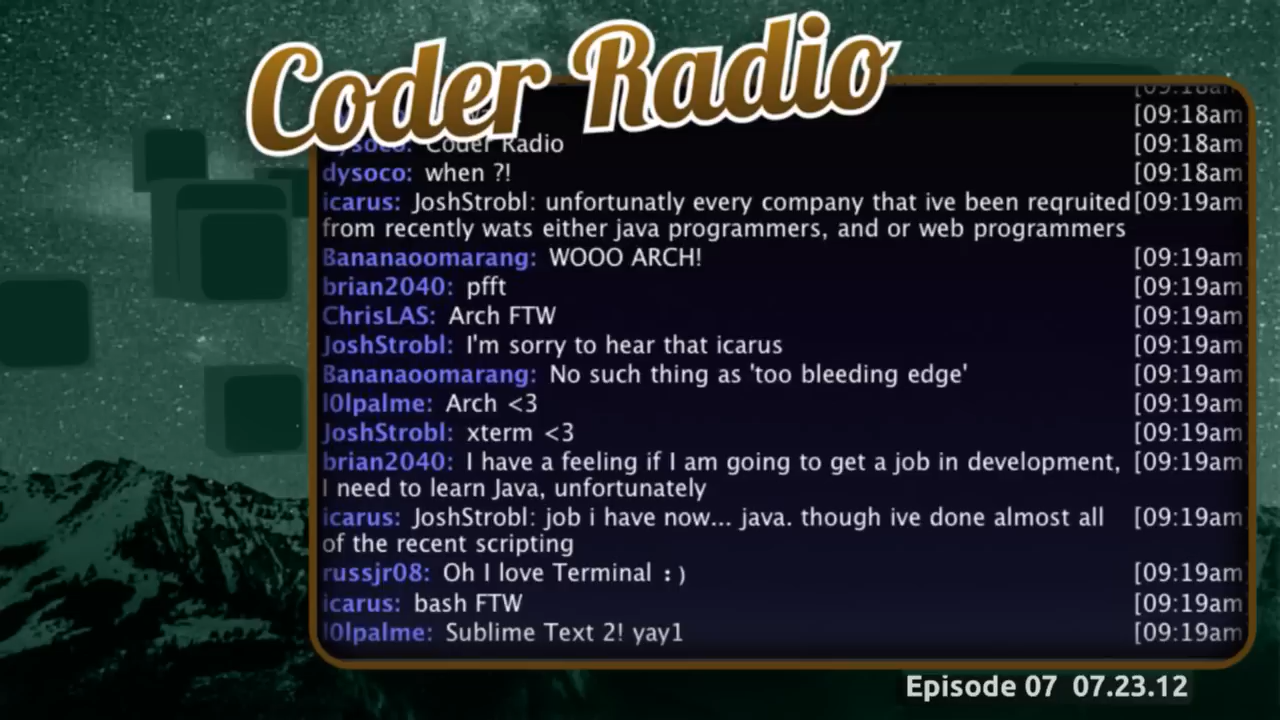 Coder Radio
[09:18am
[09:18am
dysoco: Coder Radio [09:18am
dysoco: when ?! [09:18am
icarus: JoshStrobl: unfortunatly every company that ive been reqruited [09:19am
from recently wats either java programmers, and or web programmers
Bananaoomarang: WOOO ARCH! [09:19am
brian2040: pfft [09:19am
ChrisLAS: Arch FTW [09:19am
JoshStrobl: I'm sorry to hear that icarus [09:19am
Bananaoomarang: No such thing as 'too bleeding edge' [09:19am
l0lpalme: Arch <3 [09:19am
JoshStrobl: xterm <3 [09:19am
brian2040: I have a feeling if I am going to get a job in development, [09:19am
I need to learn Java, unfortunately
icarus: JoshStrobl: job i have now... java. though ive done almost all [09:19am
of the recent scripting
russjr08: Oh I love Terminal :) [09:19am
icarus: bash FTW [09:19am
l0lpalme: Sublime Text 2! yay1 [09:19am
Episode 07 07.23.12